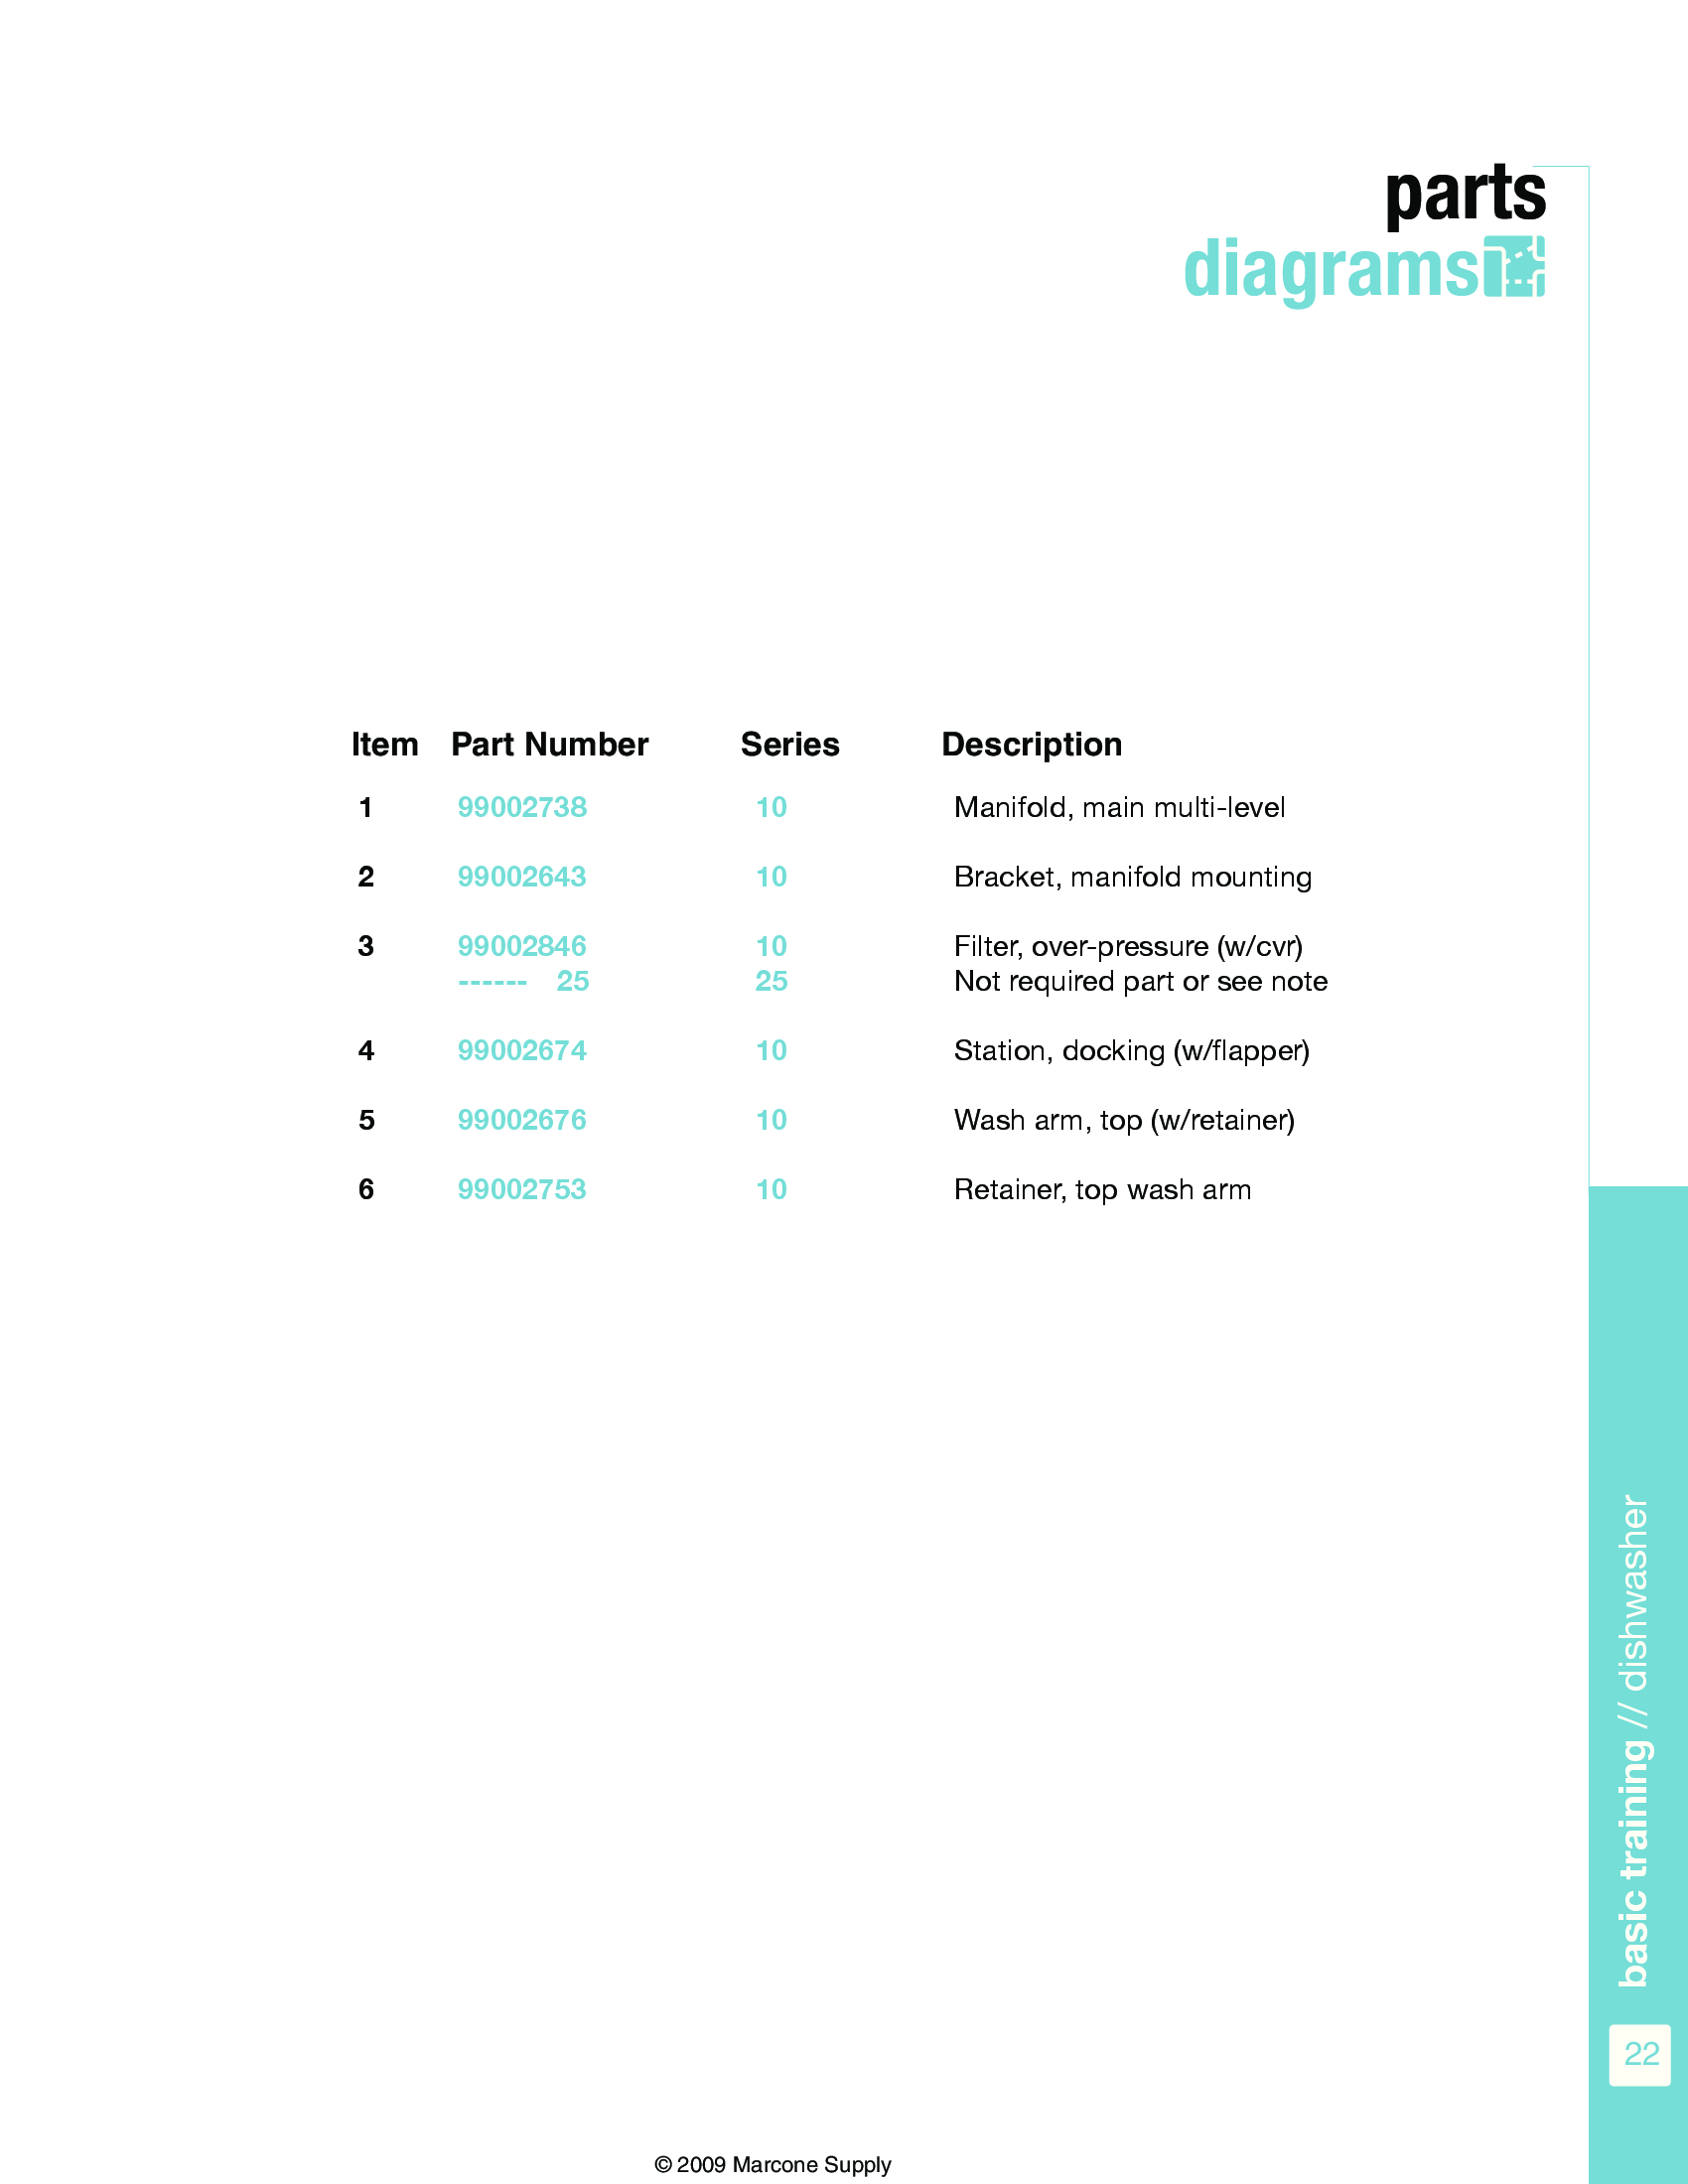 parts
diagrams
Item Part Number Series Description
1 99002738 10 Manifold, main multi-level
2 99002643 10 Bracket, manifold mounting
3 99002846 10 Filter, over-pressure (w/cvr)
------ 25 25 Not required part or see note
4 99002674 10 Station, docking (w/flapper)
5 99002676 10 Wash arm, top (w/retainer)
6 99002753 10 Retainer, top wash arm
basic training // dishwasher
22
© 2009 Marcone Supply